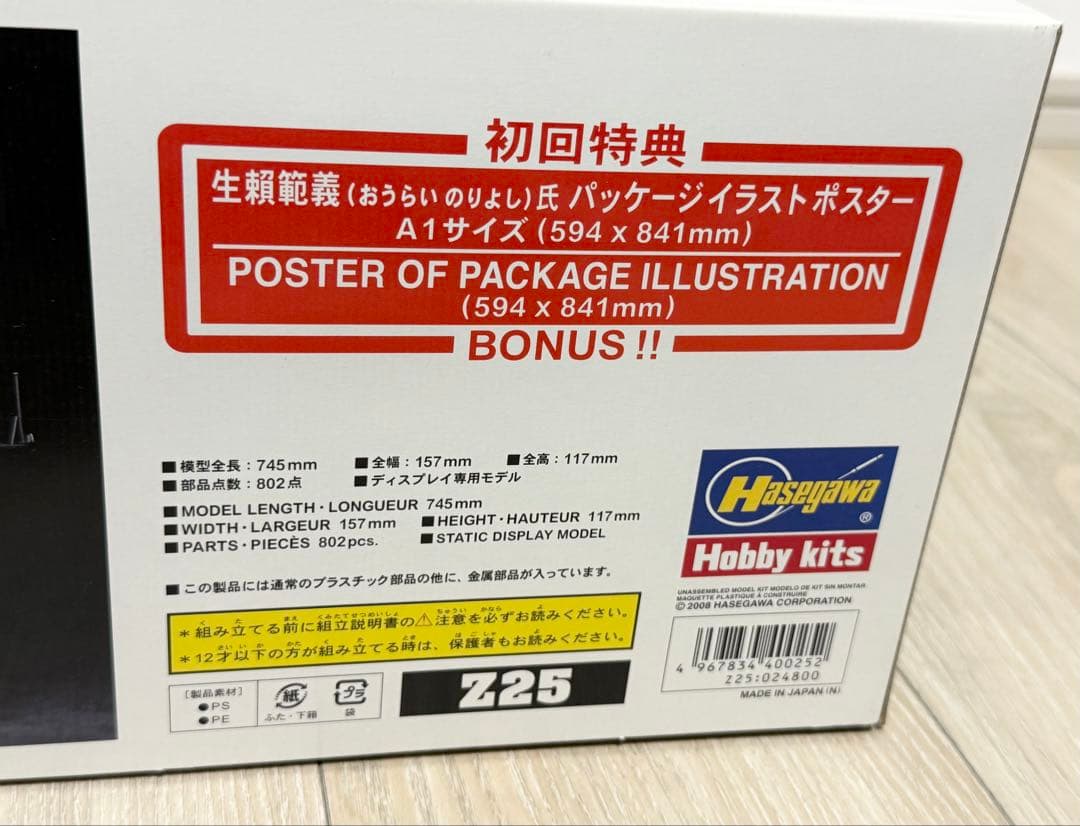 初回特典
生賴範義(おうらい のりよし)氏 パッケージイラストポスター
A1サイズ(594 x 841mm)
POSTER OF PACKAGE ILLUSTRATION
(594 x 841mm)
BONUS !!
■模型全長:745mm ■全幅:157mm ■全高:117mm
■部品点数:802点 ■ディスプレイ専用モデル
■MODEL LENGTH・LONGUEUR 745mm
■WIDTH・LARGEUR 157mm ■HEIGHT・HAUTEUR 117mm
■PARTS・PIECÈS 802pcs. ■STATIC DISPLAY MODEL
■この製品には通常のプラスチック部品の他に、金属部品が入っています。
*組み立てる前に組立説明書の⚠注意を必ずお読みください。
*12才以下の方が組み立てる時は、保護者もお読みください。
[製品素材]
●PS
●PE
紙
ふた・下箱
プラ
袋
Z25
Hasegawa®
Hobby kits
UNASSEMBLED MODEL KIT MODELO DE KIT SIN MONTAR.
MAQUETTE PLASTIQUE À CONSTRUIRE
© 2008 HASEGAWA CORPORATION
4 967834 400252
Z25:024800
MADE IN JAPAN (N)